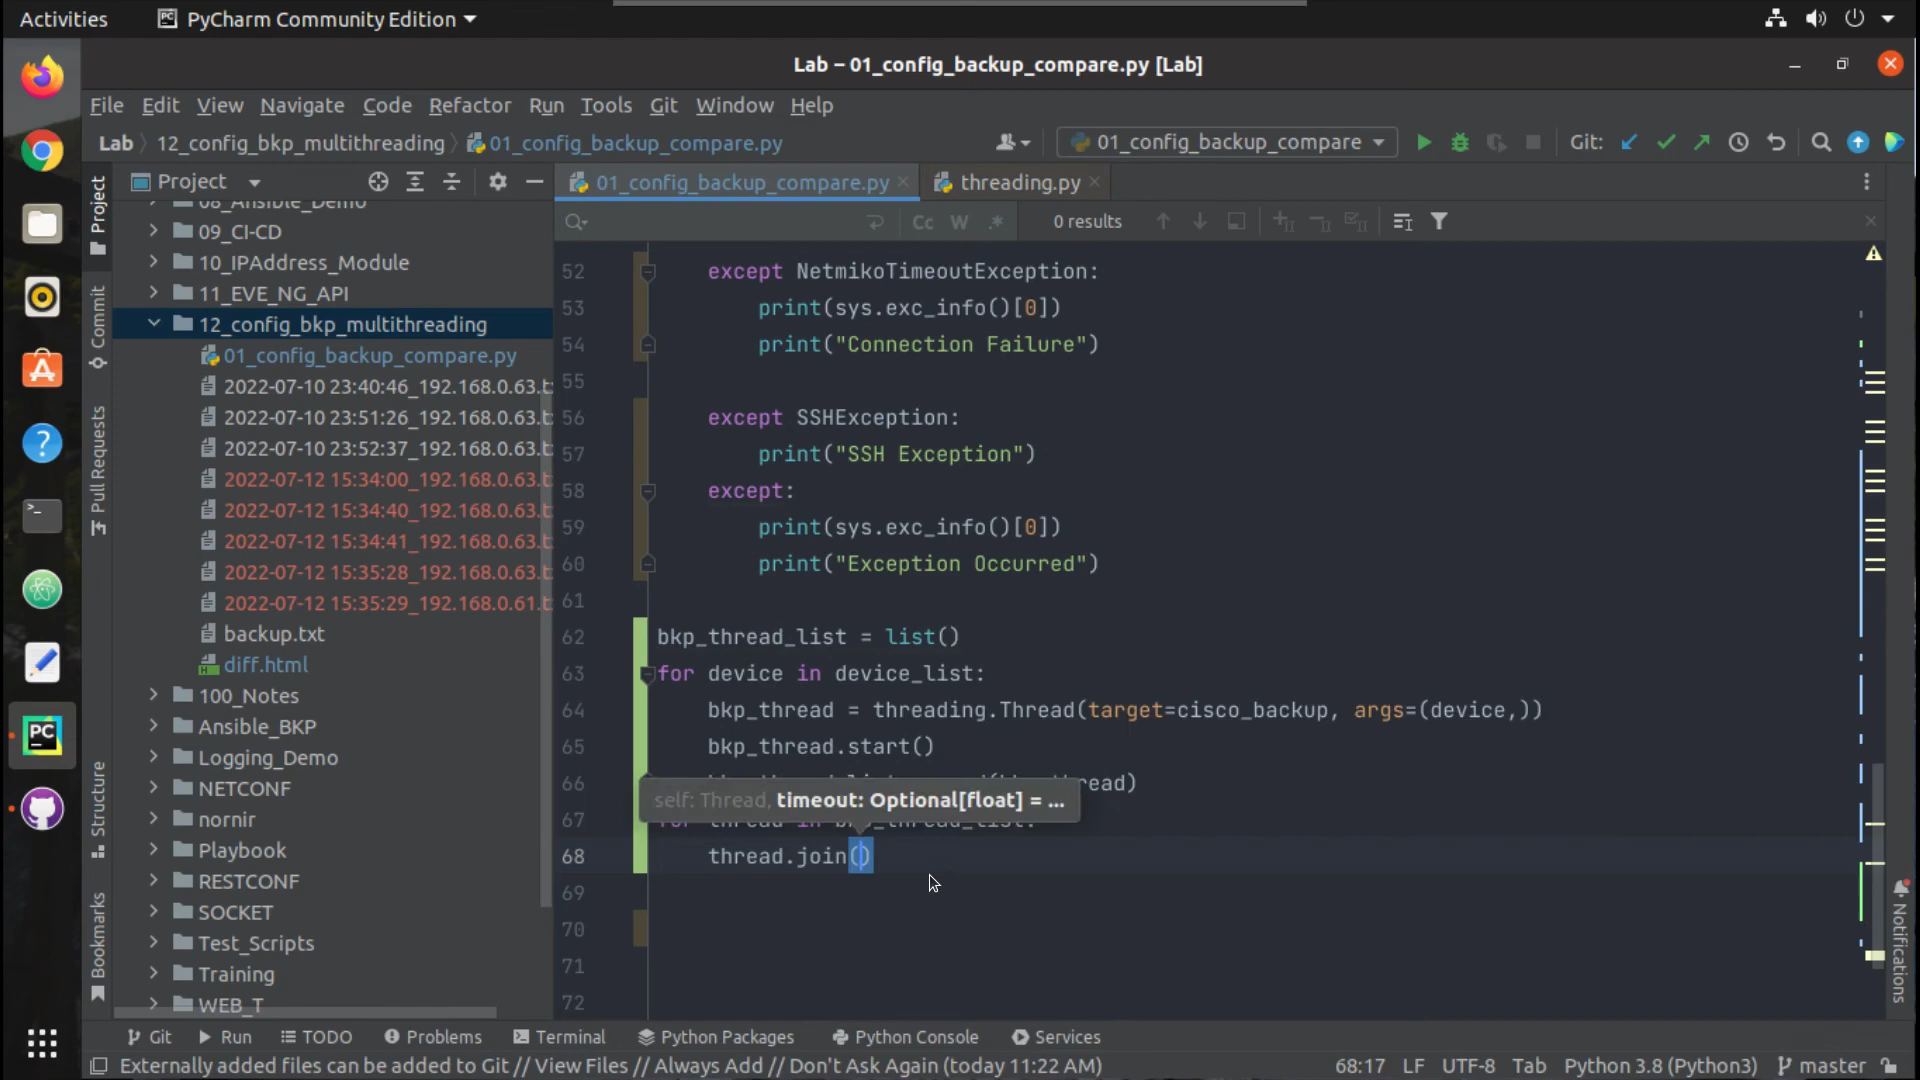 Activities
PyCharm Community Edition
Lab – 01_config_backup_compare.py [Lab]
File Edit View Navigate Code Refactor Run Tools Git Window Help
Lab 12_config_bkp_multithreading 01_config_backup_compare.py
01_config_backup_compare
Git:
Project
01_config_backup_compare.py
threading.py
Cc W .*
0 results
Project
Commit
Pull Requests
Structure
Bookmarks
08_Ansible_Demo
09_CI-CD
10_IPAddress_Module
11_EVE_NG_API
12_config_bkp_multithreading
01_config_backup_compare.py
2022-07-10 23:40:46_192.168.0.63.t
2022-07-10 23:51:26_192.168.0.63.t
2022-07-10 23:52:37_192.168.0.63.t
2022-07-12 15:34:00_192.168.0.63.t
2022-07-12 15:34:40_192.168.0.63.t
2022-07-12 15:34:41_192.168.0.63.t
2022-07-12 15:35:28_192.168.0.63.t
2022-07-12 15:35:29_192.168.0.61.t
backup.txt
diff.html
100_Notes
Ansible_BKP
Logging_Demo
NETCONF
nornir
Playbook
RESTCONF
SOCKET
Test_Scripts
Training
WEB_T
52 except NetmikoTimeoutException:
53 print(sys.exc_info()[0])
54 print("Connection Failure")
55
56 except SSHException:
57 print("SSH Exception")
58 except:
59 print(sys.exc_info()[0])
60 print("Exception Occurred")
61
62 bkp_thread_list = list()
63 for device in device_list:
64 bkp_thread = threading.Thread(target=cisco_backup, args=(device,))
65 bkp_thread.start()
66
self: Thread, timeout: Optional[float] = ...
67 for thread in bkp_thread_list:
68 thread.join()
69
70
71
72
Notifications
Git Run TODO Problems Terminal Python Packages Python Console Services
Externally added files can be added to Git // View Files // Always Add // Don't Ask Again (today 11:22 AM)
68:17 LF UTF-8 Tab Python 3.8 (Python3) master